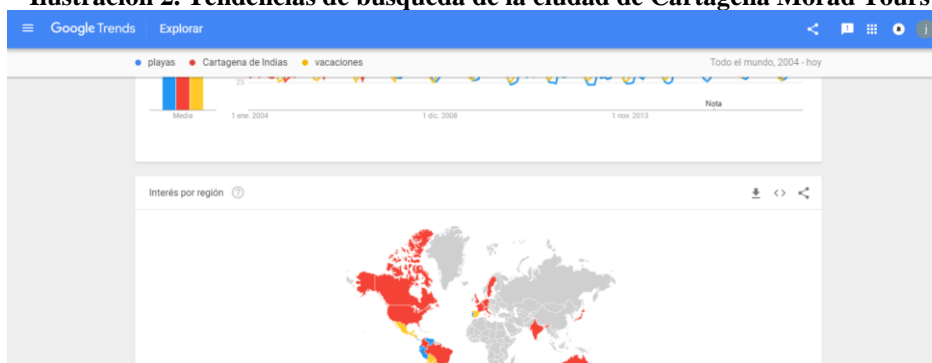 Ilustración 2. Tendencias de búsqueda de la ciudad de Cartagena Morad Tours
Google Trends Explorar
j
playas Cartagena de Indias vacaciones Todo el mundo, 2004 - hoy
25
Nota
Media 1 ene. 2004 1 dic. 2008 1 nov. 2013
Interés por región